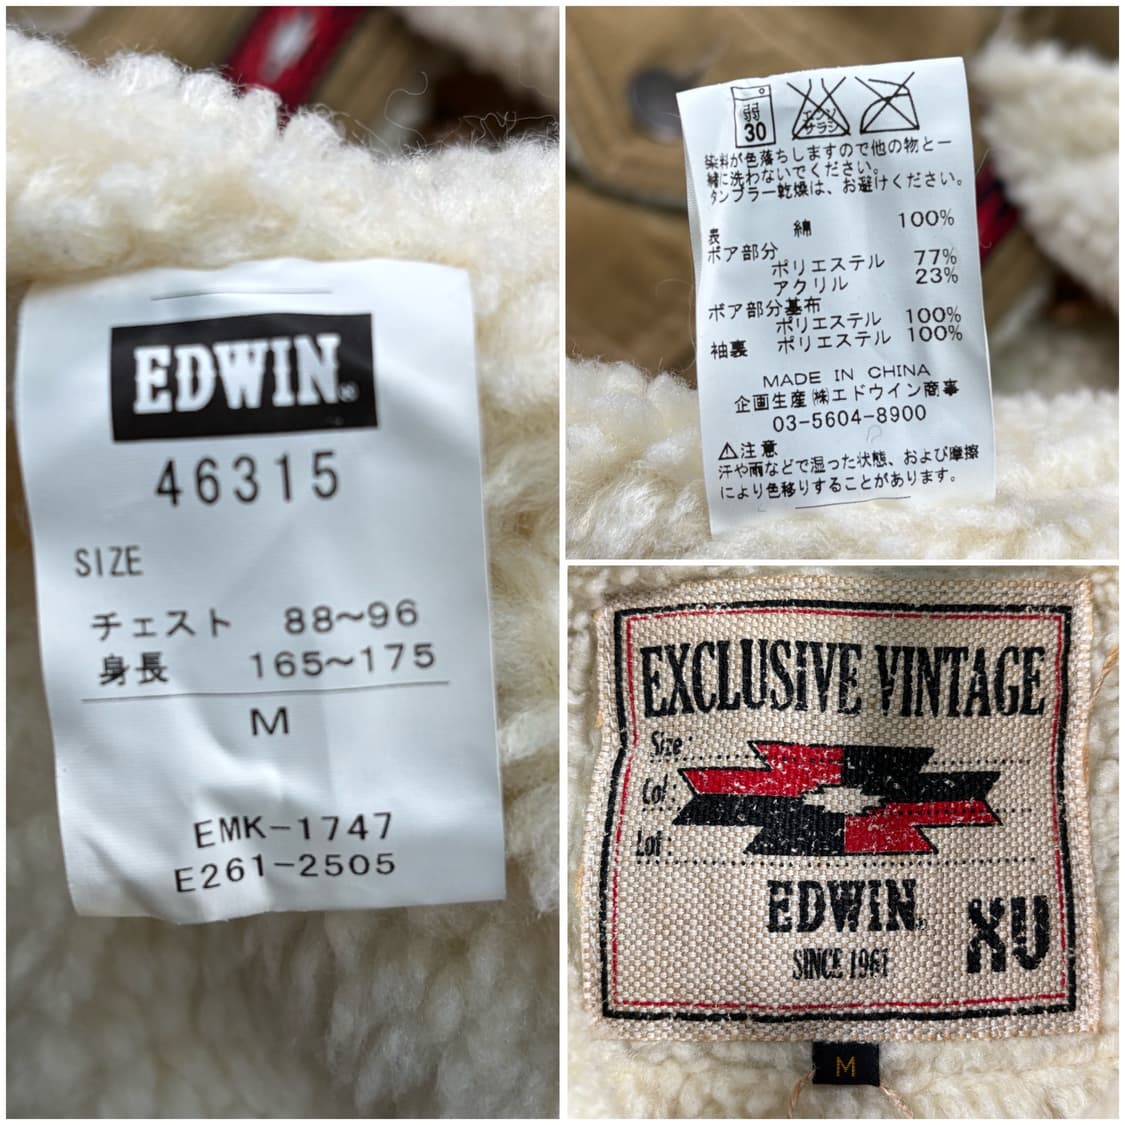 EDWIN
46315
SIZE
チェスト 88～96
身長 165～175
M
EMK-1747
E261-2505
弱
30
エンソ
サラシ
染料が色落ちしますので他の物と一
緒に洗わないでください。
タンブラー乾燥は、お避けください。
表 綿 100%
ボア部分
ポリエステル 77%
アクリル 23%
ボア部分基布
ポリエステル 100%
袖裏 ポリエステル 100%
MADE IN CHINA
企画生産㈱エドウイン商事
03-5604-8900
⚠注意
汗や雨などで湿った状態、および摩擦
により色移りすることがあります。
EXCLUSiVE VINTAGE
Size:
Col:
Lot
EDWIN
XU
SINCE 1961
M